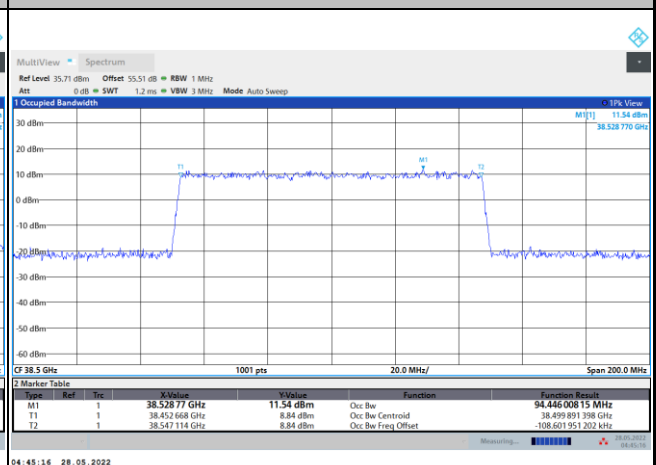 MultiView Spectrum
Ref Level 35.71 dBm Offset 55.51 dB RBW 1 MHz
Att 0 dB SWT 1.2 ms VBW 3 MHz Mode Auto Sweep
1 Occupied Bandwidth 1Pk View
M1[1] 11.54 dBm
38.528 770 GHz
30 dBm
20 dBm
M1
T1 T2
10 dBm
0 dBm
-10 dBm
-20 dBm
-30 dBm
-40 dBm
-50 dBm
-60 dBm
CF 38.5 GHz 1001 pts 20.0 MHz/ Span 200.0 MHz
2 Marker Table
Type Ref Trc X-Value Y-Value Function Function Result
M1 1 38.528 77 GHz 11.54 dBm Occ Bw 94.446 008 15 MHz
T1 1 38.452 668 GHz 8.84 dBm Occ Bw Centroid 38.499 891 398 GHz
T2 1 38.547 114 GHz 8.84 dBm Occ Bw Freq Offset -108.601 951 202 kHz
Measuring... 28.05.2022
04:45:16
04:45:16 28.05.2022